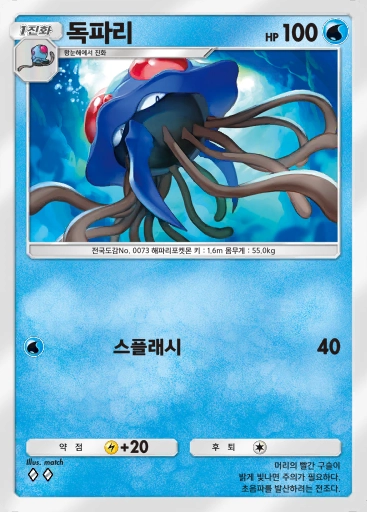 1진화
독파리
HP 100
왕눈해에서 진화
전국도감No. 0073 해파리포켓몬 키 : 1.6m 몸무게 : 55.0kg
스플래시 40
약 점 +20
후 퇴
Illus. match
머리의 빨간 구슬이
밝게 빛나면 주의가 필요하다.
초음파를 발산하려는 전조다.